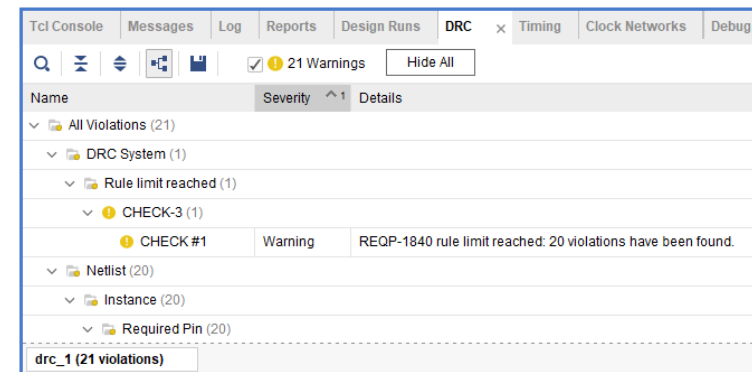 Tcl Console Messages Log Reports Design Runs DRC × Timing Clock Networks Debug
21 Warnings Hide All
Name Severity ^1 Details
All Violations (21)
DRC System (1)
Rule limit reached (1)
CHECK-3 (1)
CHECK #1 Warning REQP-1840 rule limit reached: 20 violations have been found.
Netlist (20)
Instance (20)
Required Pin (20)
drc_1 (21 violations)